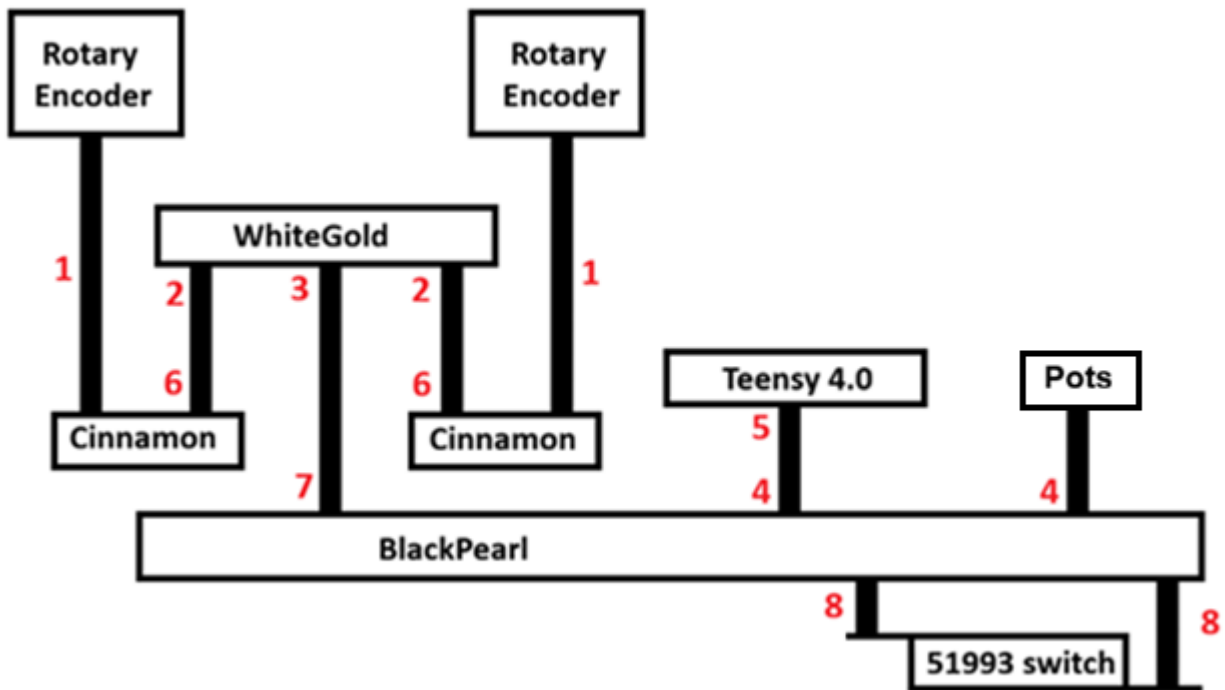 Rotary
Encoder
Rotary
Encoder
WhiteGold
1
2
3
2
1
6
6
Cinnamon
Cinnamon
Teensy 4.0
Pots
5
7
4
4
BlackPearl
8
8
51993 switch